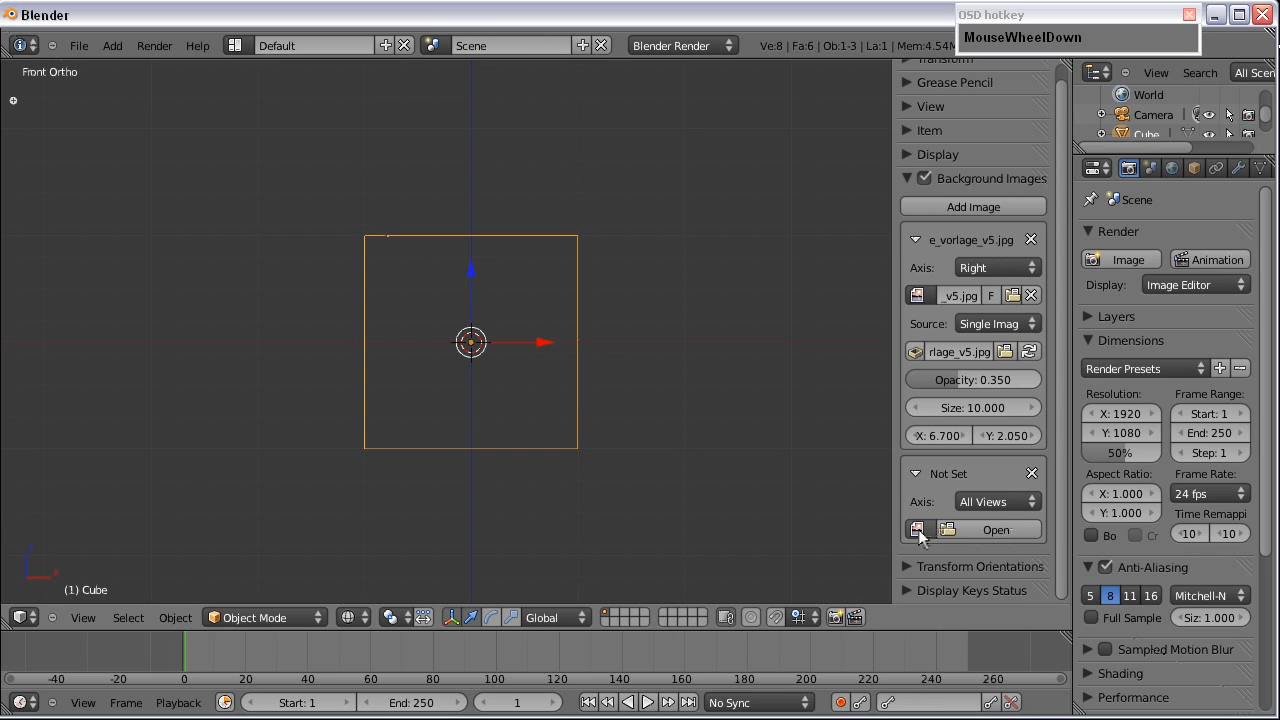 Blender
OSD hotkey
MouseWheelDown
File Add Render Help Default Scene Blender Render Ve:8 | Fa:6 | Ob:1-3 | La:1 | Mem:4.54M
Front Ortho
Transform
Grease Pencil
View
Item
Display
Background Images
Add Image
e_vorlage_v5.jpg
Axis: Right
_v5.jpg F
Source: Single Imag
rlage_v5.jpg
Opacity: 0.350
Size: 10.000
X: 6.700 Y: 2.050
Not Set
Axis: All Views
Open
Transform Orientations
Display Keys Status
View Search All Scen
World
Camera
Cube
Scene
Render
Image Animation
Display: Image Editor
Layers
Dimensions
Render Presets
Resolution: Frame Range:
X: 1920 Start: 1
Y: 1080 End: 250
50% Step: 1
Aspect Ratio: Frame Rate:
X: 1.000 24 fps
Y: 1.000 Time Remappi
Bo Cr 10 10
Anti-Aliasing
5 8 11 16 Mitchell-N
Full Sample Siz: 1.000
Sampled Motion Blur
Shading
Performance
(1) Cube
View Select Object Object Mode Global
-40 -20 0 20 40 60 80 100 120 140 160 180 200 220 240 260
View Frame Playback Start: 1 End: 250 1 No Sync